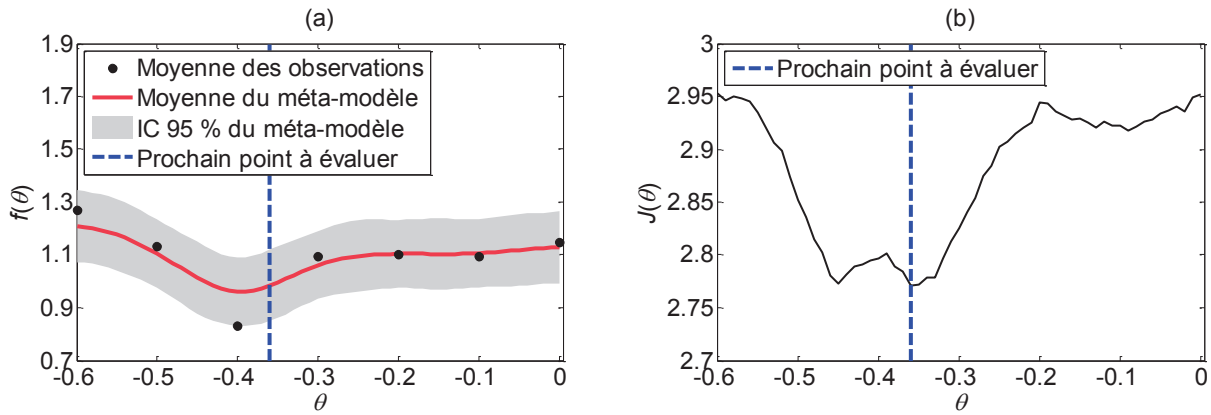 (a)
1.9
1.7
1.5
1.3
1.1
0.9
0.7
f(θ)
Moyenne des observations
Moyenne du méta-modèle
IC 95 % du méta-modèle
Prochain point à évaluer
-0.6
-0.5
-0.4
-0.3
-0.2
-0.1
0
θ
(b)
3
2.95
2.9
2.85
2.8
2.75
2.7
J(θ)
Prochain point à évaluer
-0.6
-0.5
-0.4
-0.3
-0.2
-0.1
0
θ